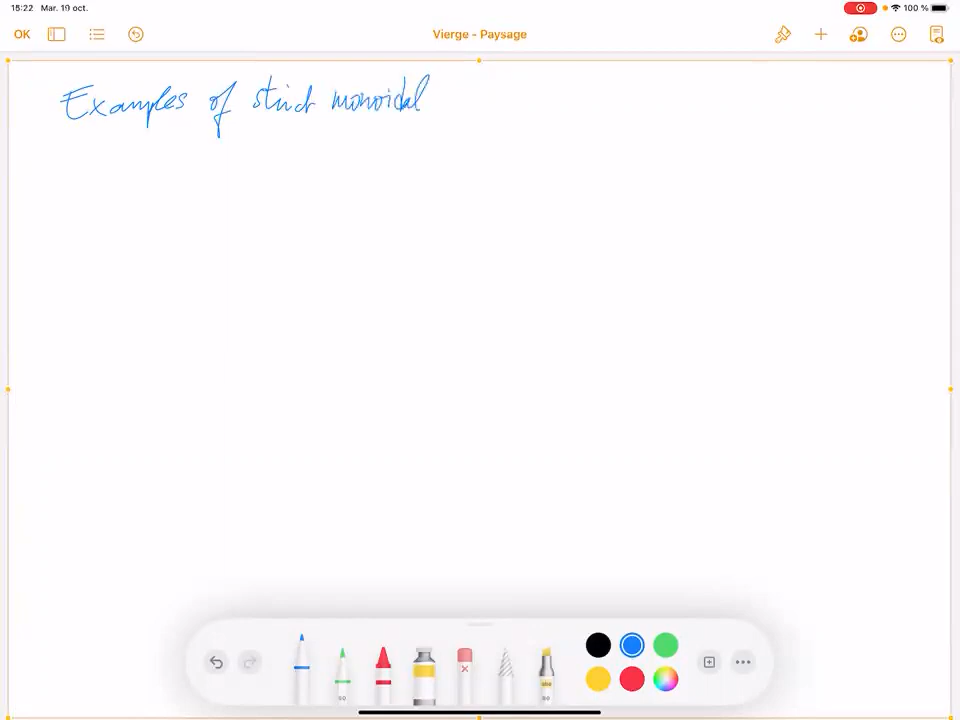 15:22 Mar. 19 oct. 100 %
OK Vierge - Paysage
Examples of strict monoidal